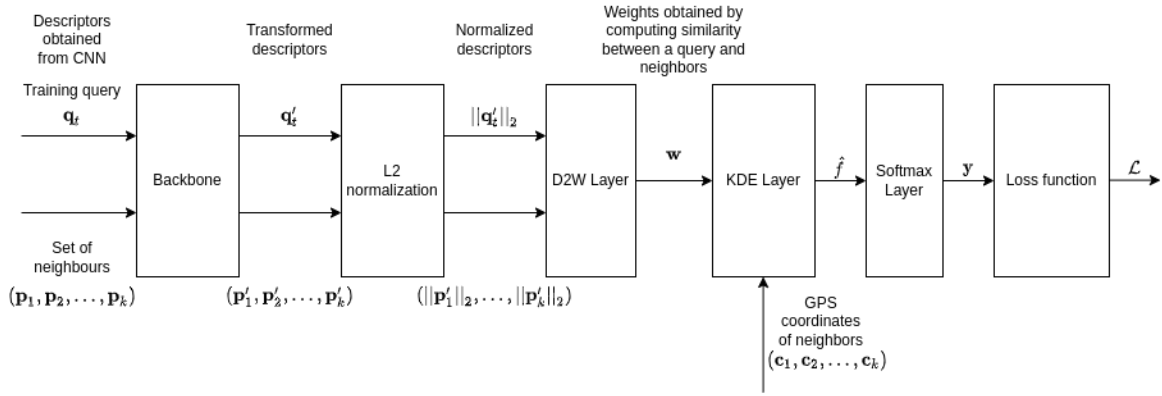 Descriptors
obtained
from CNN
Training query
q_t
Set of
neighbours
(p_1, p_2, ..., p_k)
Backbone
Transformed
descriptors
q'_t
(p'_1, p'_2, ..., p'_k)
L2
normalization
Normalized
descriptors
||q'_t||_2
(||p'_1||_2, ..., ||p'_k||_2)
D2W Layer
Weights obtained by
computing similarity
between a query and
neighbors
w
KDE Layer
GPS
coordinates
of neighbors
(c_1, c_2, ..., c_k)
f̂
Softmax
Layer
y
Loss function
ℒ